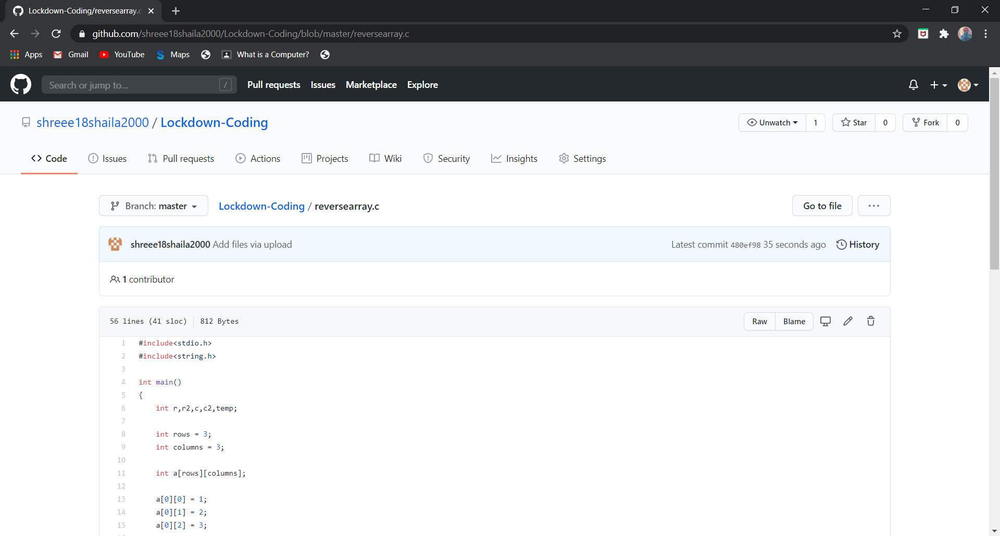 Lockdown-Coding/reversearray.c
github.com/shreee18shaila2000/Lockdown-Coding/blob/master/reversearray.c
Apps Gmail YouTube Maps What is a Computer?
Search or jump to... / Pull requests Issues Marketplace Explore
shreee18shaila2000 / Lockdown-Coding Unwatch 1 Star 0 Fork 0
Code Issues Pull requests Actions Projects Wiki Security Insights Settings
Branch: master Lockdown-Coding / reversearray.c Go to file ...
shreee18shaila2000 Add files via upload Latest commit 480ef98 35 seconds ago History
1 contributor
56 lines (41 sloc) 812 Bytes Raw Blame
1 #include<stdio.h>
2 #include<string.h>
3
4 int main()
5 {
6 int r,r2,c,c2,temp;
7
8 int rows = 3;
9 int columns = 3;
10
11 int a[rows][columns];
12
13 a[0][0] = 1;
14 a[0][1] = 2;
15 a[0][2] = 3;